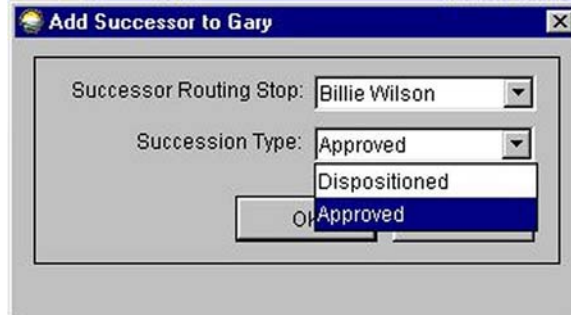 Add Successor to Gary
Successor Routing Stop: Billie Wilson
Succession Type: Approved
Dispositioned
Approved